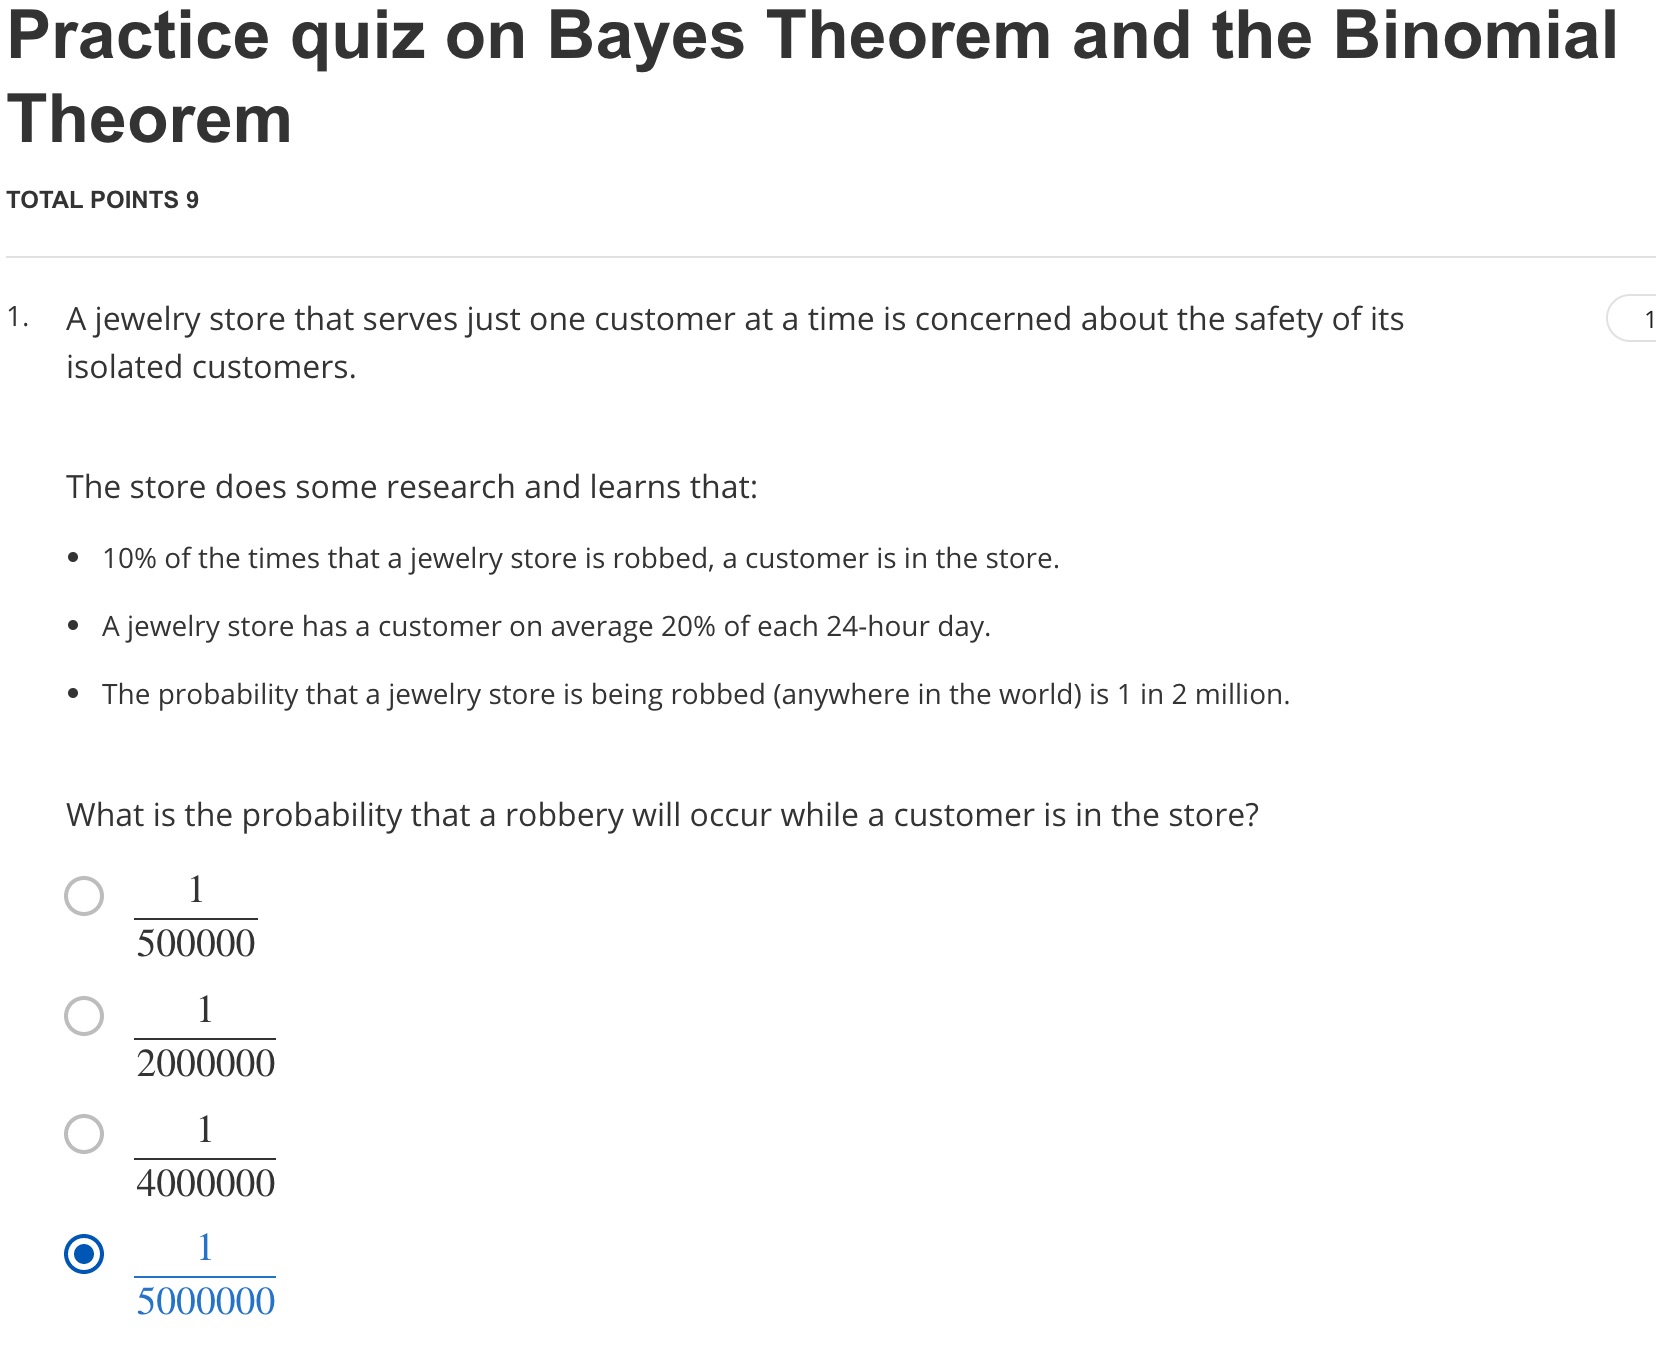 Practice quiz on Bayes Theorem and the Binomial
Theorem
TOTAL POINTS 9
1. A jewelry store that serves just one customer at a time is concerned about the safety of its
isolated customers.
1
The store does some research and learns that:
• 10% of the times that a jewelry store is robbed, a customer is in the store.
• A jewelry store has a customer on average 20% of each 24-hour day.
• The probability that a jewelry store is being robbed (anywhere in the world) is 1 in 2 million.
What is the probability that a robbery will occur while a customer is in the store?
1
500000
1
2000000
1
4000000
1
5000000